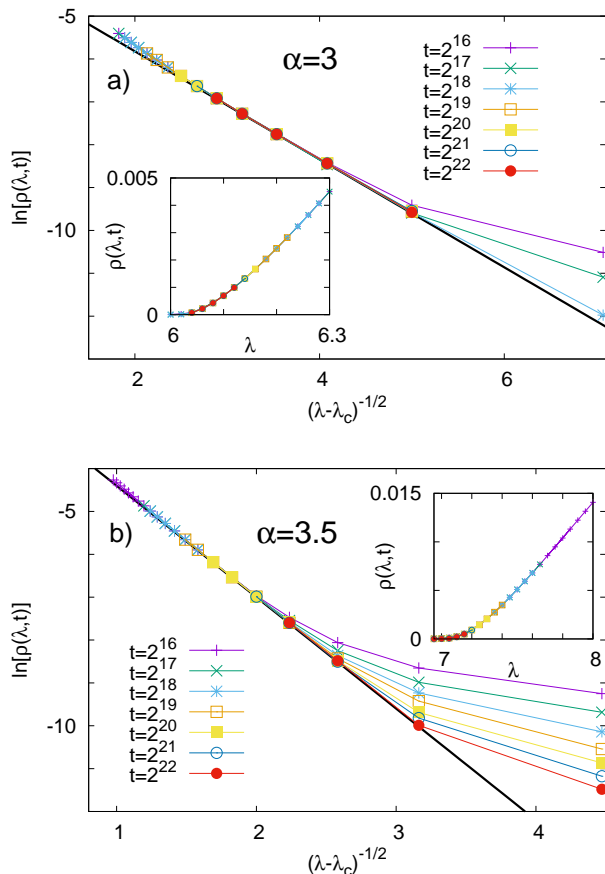 -5
-10
ln[ρ(λ,t)]
a)
α=3
t=2^16
t=2^17
t=2^18
t=2^19
t=2^20
t=2^21
t=2^22
0.005
0
ρ(λ,t)
6
λ
6.3
2
4
6
(λ-λc)^-1/2
-5
-10
ln[ρ(λ,t)]
b)
α=3.5
0.015
0
ρ(λ,t)
7
λ
8
t=2^16
t=2^17
t=2^18
t=2^19
t=2^20
t=2^21
t=2^22
1
2
3
4
(λ-λc)^-1/2